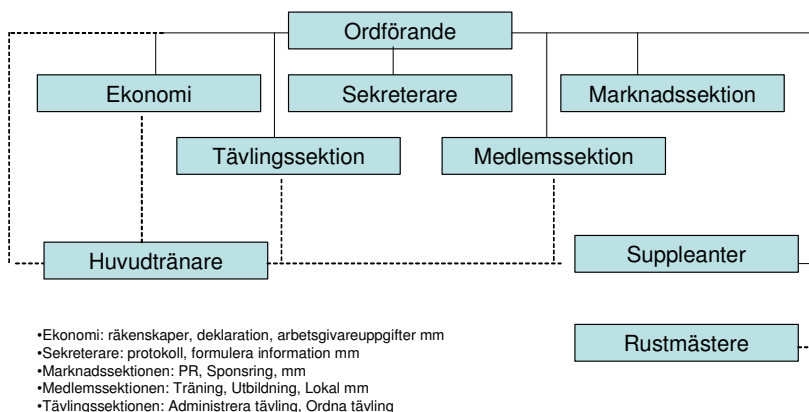 Ordförande
Ekonomi
Sekreterare
Marknadssektion
Tävlingssektion
Medlemssektion
Huvudtränare
Suppleanter
Rustmästere
•Ekonomi: räkenskaper, deklaration, arbetsgivareuppgifter mm
•Sekreterare: protokoll, formulera information mm
•Marknadssektionen: PR, Sponsring, mm
•Medlemssektionen: Träning, Utbildning, Lokal mm
•Tävlingssektionen: Administrera tävling, Ordna tävling